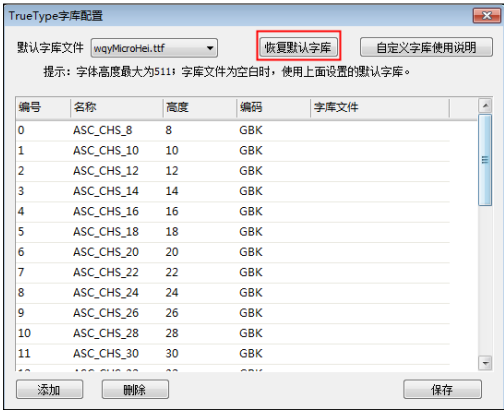 TrueType字库配置
默认字库文件 wqyMicroHei.ttf 恢复默认字库 自定义字库使用说明
提示：字体高度最大为511；字库文件为空白时，使用上面设置的默认字库。
编号 名称 高度 编码 字库文件
0 ASC_CHS_8 8 GBK
1 ASC_CHS_10 10 GBK
2 ASC_CHS_12 12 GBK
3 ASC_CHS_14 14 GBK
4 ASC_CHS_16 16 GBK
5 ASC_CHS_18 18 GBK
6 ASC_CHS_20 20 GBK
7 ASC_CHS_22 22 GBK
8 ASC_CHS_24 24 GBK
9 ASC_CHS_26 26 GBK
10 ASC_CHS_28 28 GBK
11 ASC_CHS_30 30 GBK
添加 删除 保存